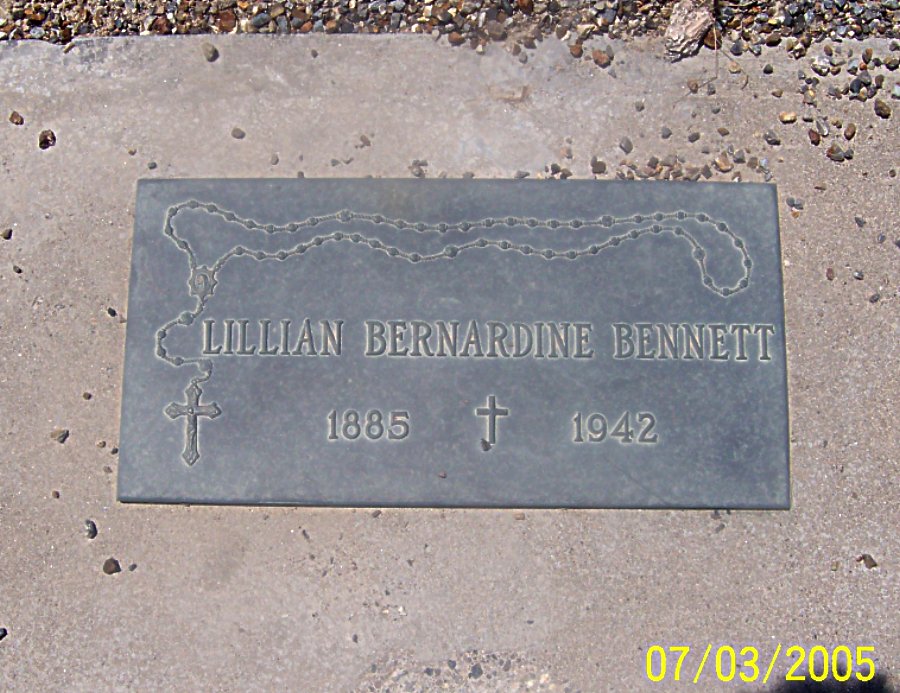 LILLIAN BERNARDINE BENNETT
1885 1942
07/03/2005